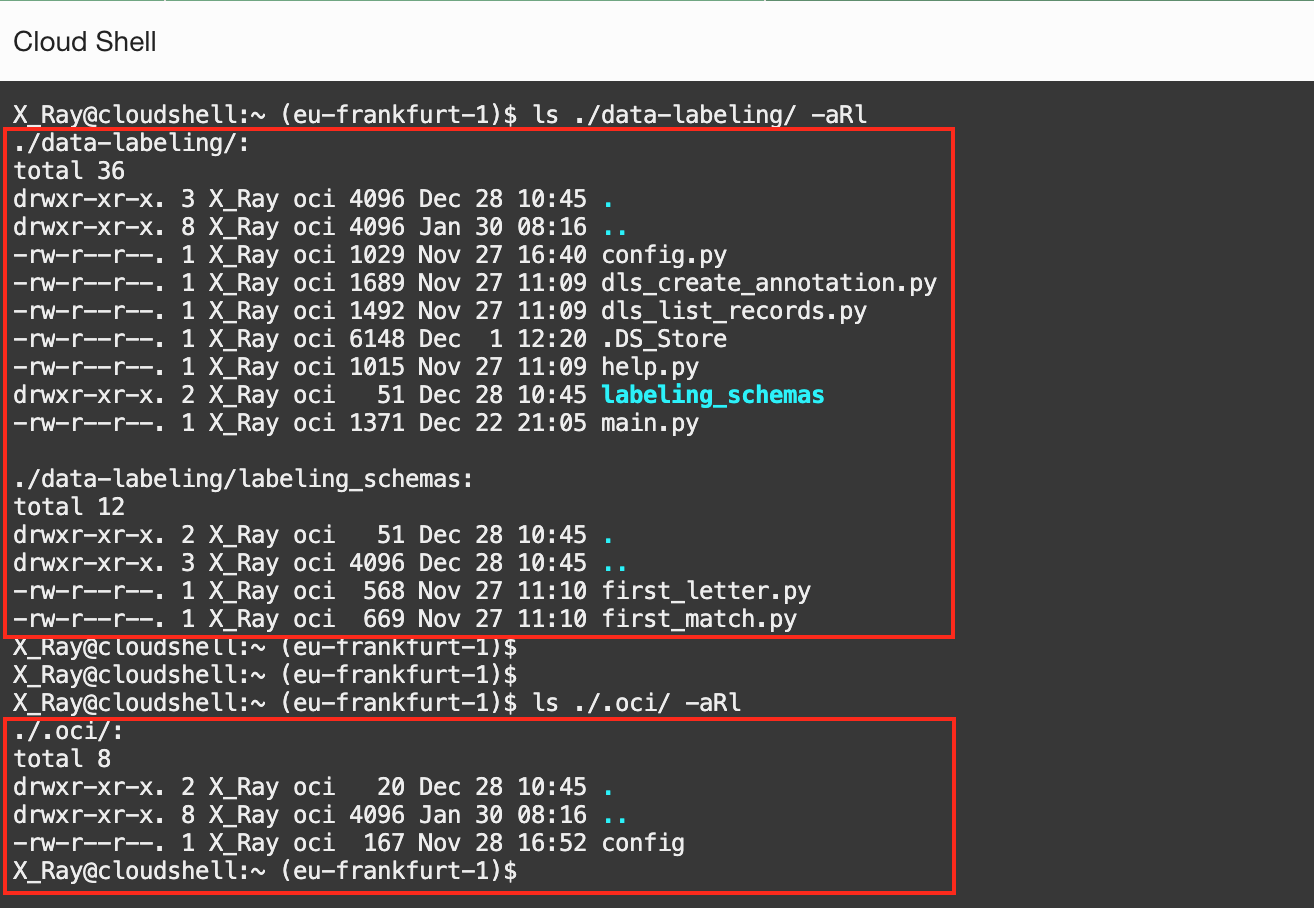 Cloud Shell
X_Ray@cloudshell:~ (eu-frankfurt-1)$ ls ./data-labeling/ -aRl
./data-labeling/:
total 36
drwxr-xr-x. 3 X_Ray oci 4096 Dec 28 10:45 .
drwxr-xr-x. 8 X_Ray oci 4096 Jan 30 08:16 ..
-rw-r--r--. 1 X_Ray oci 1029 Nov 27 16:40 config.py
-rw-r--r--. 1 X_Ray oci 1689 Nov 27 11:09 dls_create_annotation.py
-rw-r--r--. 1 X_Ray oci 1492 Nov 27 11:09 dls_list_records.py
-rw-r--r--. 1 X_Ray oci 6148 Dec  1 12:20 .DS_Store
-rw-r--r--. 1 X_Ray oci 1015 Nov 27 11:09 help.py
drwxr-xr-x. 2 X_Ray oci   51 Dec 28 10:45 labeling_schemas
-rw-r--r--. 1 X_Ray oci 1371 Dec 22 21:05 main.py

./data-labeling/labeling_schemas:
total 12
drwxr-xr-x. 2 X_Ray oci   51 Dec 28 10:45 .
drwxr-xr-x. 3 X_Ray oci 4096 Dec 28 10:45 ..
-rw-r--r--. 1 X_Ray oci  568 Nov 27 11:10 first_letter.py
-rw-r--r--. 1 X_Ray oci  669 Nov 27 11:10 first_match.py
X_Ray@cloudshell:~ (eu-frankfurt-1)$
X_Ray@cloudshell:~ (eu-frankfurt-1)$
X_Ray@cloudshell:~ (eu-frankfurt-1)$ ls ./.oci/ -aRl
./.oci/:
total 8
drwxr-xr-x. 2 X_Ray oci   20 Dec 28 10:45 .
drwxr-xr-x. 8 X_Ray oci 4096 Jan 30 08:16 ..
-rw-r--r--. 1 X_Ray oci  167 Nov 28 16:52 config
X_Ray@cloudshell:~ (eu-frankfurt-1)$